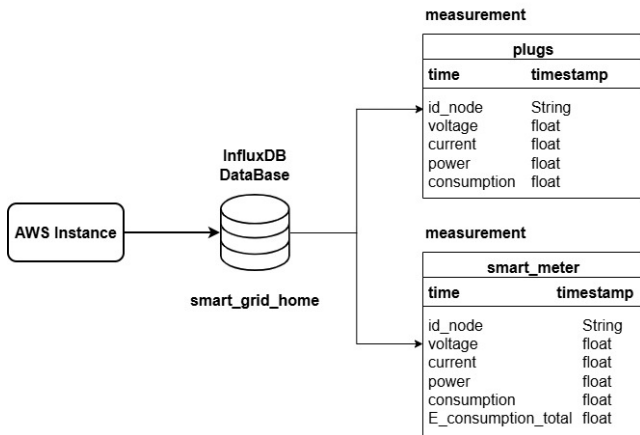 AWS Instance
InfluxDB
DataBase
smart_grid_home
measurement
plugs
time timestamp
id_node String
voltage float
current float
power float
consumption float
measurement
smart_meter
time timestamp
id_node String
voltage float
current float
power float
consumption float
E_consumption_total float